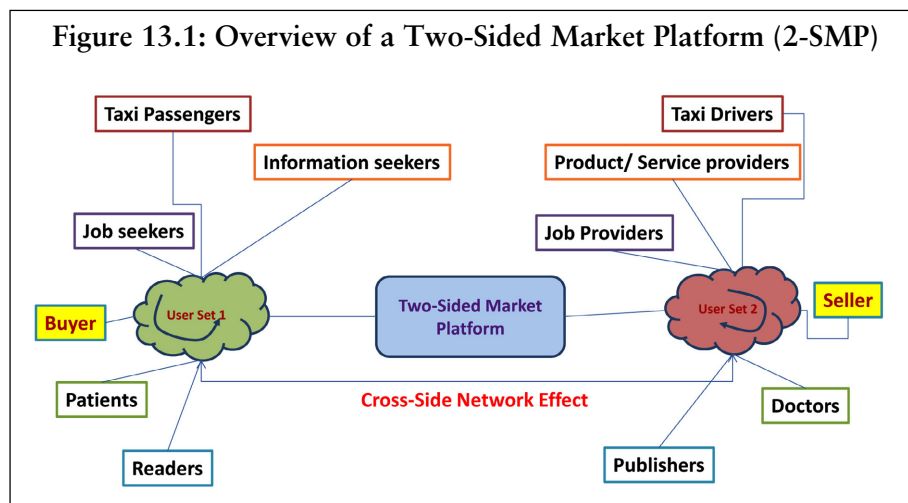 Figure 13.1: Overview of a Two-Sided Market Platform (2-SMP)
Taxi Passengers
Taxi Drivers
Information seekers
Product/ Service providers
Job seekers
Job Providers
Buyer
User Set 1
Two-Sided Market
Platform
User Set 2
Seller
Patients
Cross-Side Network Effect
Doctors
Readers
Publishers